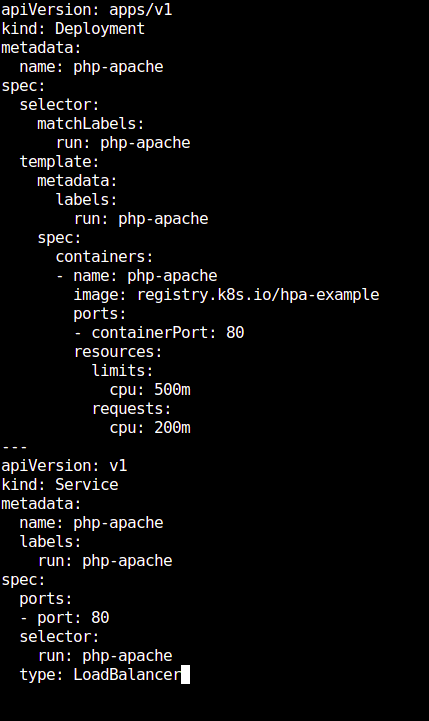 apiVersion: apps/v1
kind: Deployment
metadata:
  name: php-apache
spec:
  selector:
    matchLabels:
      run: php-apache
  template:
    metadata:
      labels:
        run: php-apache
    spec:
      containers:
      - name: php-apache
        image: registry.k8s.io/hpa-example
        ports:
        - containerPort: 80
        resources:
          limits:
            cpu: 500m
          requests:
            cpu: 200m
---
apiVersion: v1
kind: Service
metadata:
  name: php-apache
  labels:
    run: php-apache
spec:
  ports:
  - port: 80
  selector:
    run: php-apache
  type: LoadBalancer